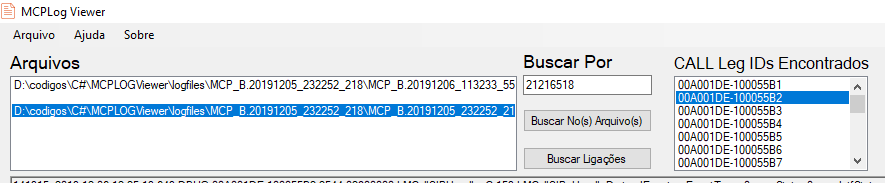 MCPLog Viewer
Arquivo Ajuda Sobre
Arquivos
D:\codigos\C#\MCPLOGViewer\logfiles\MCP_B.20191205_232252_218\MCP_B.20191206_113233_55
D:\codigos\C#\MCPLOGViewer\logfiles\MCP_B.20191205_232252_218\MCP_B.20191205_232252_21
Buscar Por
21216518
Buscar No(s) Arquivo(s)
Buscar Ligações
CALL Leg IDs Encontrados
00A001DE-100055B1
00A001DE-100055B2
00A001DE-100055B3
00A001DE-100055B4
00A001DE-100055B5
00A001DE-100055B6
00A001DE-100055B7